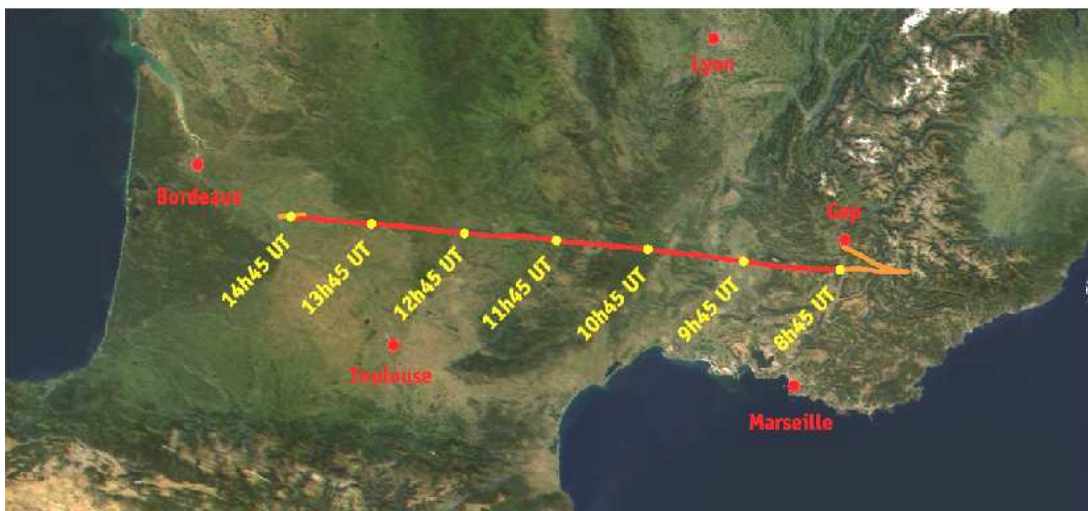 Lyon
Bordeaux
Gap
14h45 UT
13h45 UT
12h45 UT
11h45 UT
10h45 UT
9h45 UT
8h45 UT
Toulouse
Marseille